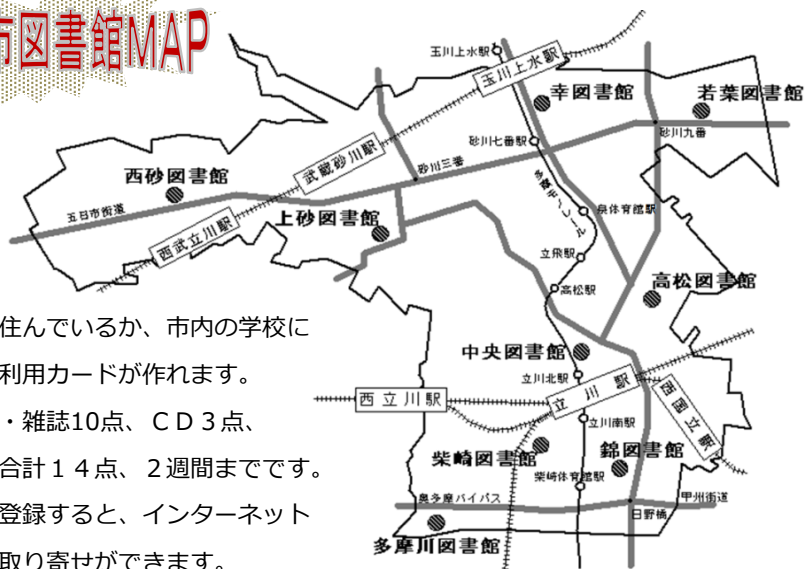 市図書館MAP
玉川上水駅
玉川上水駅
幸図書館
若葉図書館
砂川七番駅
砂川九番
武蔵砂川駅
砂川三番
西砂図書館
多摩モノレール
五日市街道
上砂図書館
泉体育館駅
西武立川駅
立飛駅
高松駅
高松図書館
住んでいるか、市内の学校に
利用カードが作れます。
・雑誌10点、ＣＤ３点、
合計１４点、２週間までです。
登録すると、インターネット
取り寄せができます。
中央図書館
立川北駅
立川駅
西立川駅
西国立駅
立川南駅
柴崎図書館
錦図書館
柴崎体育館駅
奥多摩バイパス
甲州街道
日野橋
多摩川図書館